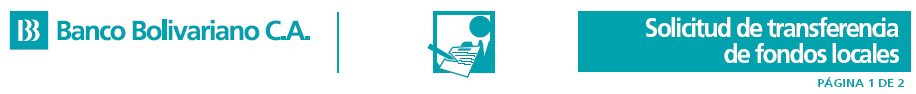 BB Banco Bolivariano C.A.
Solicitud de transferencia
de fondos locales
PÁGINA 1 DE 2